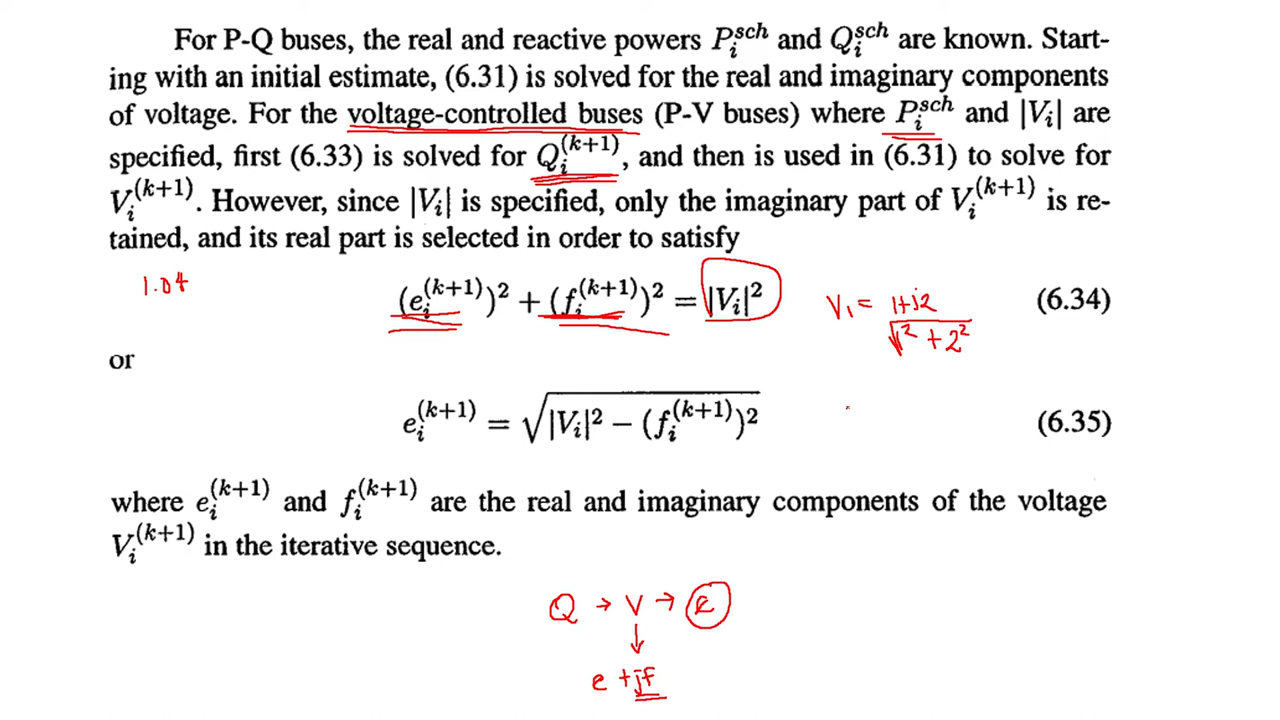 For P-Q buses, the real and reactive powers P_i^{sch} and Q_i^{sch} are known. Start-
ing with an initial estimate, (6.31) is solved for the real and imaginary components
of voltage. For the voltage-controlled buses (P-V buses) where P_i^{sch} and |V_i| are
specified, first (6.33) is solved for Q_i^{(k+1)}, and then is used in (6.31) to solve for
V_i^{(k+1)}. However, since |V_i| is specified, only the imaginary part of V_i^{(k+1)} is re-
tained, and its real part is selected in order to satisfy
1.04
(e_i^{(k+1)})^2 + (f_i^{(k+1)})^2 = |V_i|^2 (6.34)
V_1 = 1+j2
√1^2 + 2^2
or
e_i^{(k+1)} = √|V_i|^2 − (f_i^{(k+1)})^2 (6.35)
where e_i^{(k+1)} and f_i^{(k+1)} are the real and imaginary components of the voltage
V_i^{(k+1)} in the iterative sequence.
Q → V →
↓
e + jf